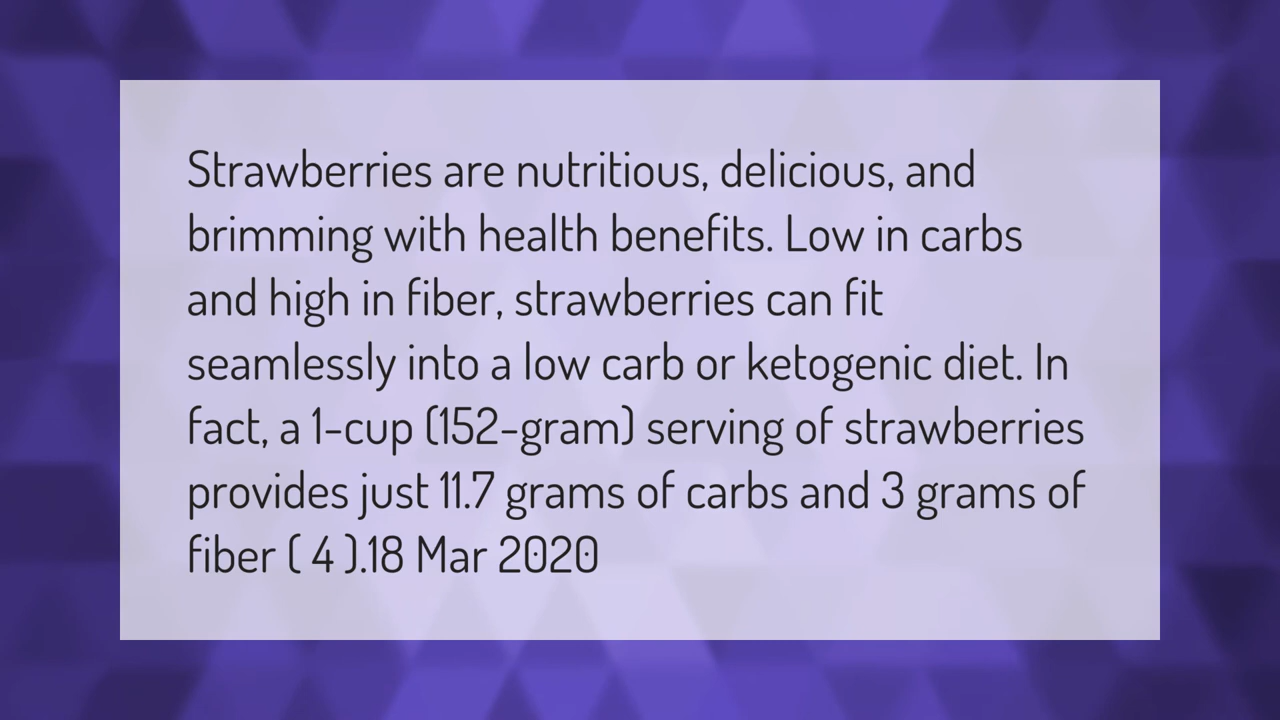 Strawberries are nutritious, delicious, and
brimming with health benefits. Low in carbs
and high in fiber, strawberries can fit
seamlessly into a low carb or ketogenic diet. In
fact, a 1-cup (152-gram) serving of strawberries
provides just 11.7 grams of carbs and 3 grams of
fiber ( 4 ).18 Mar 2020